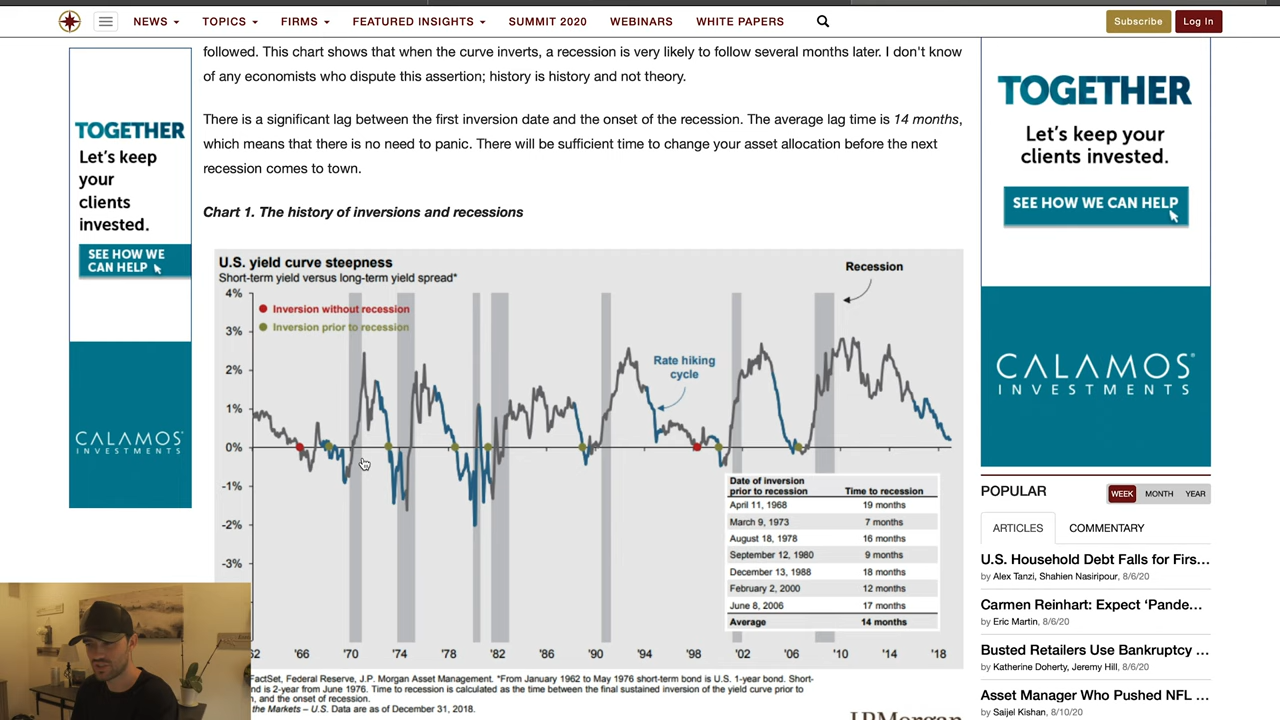 NEWS TOPICS FIRMS FEATURED INSIGHTS SUMMIT 2020 WEBINARS WHITE PAPERS Subscribe Log In
followed. This chart shows that when the curve inverts, a recession is very likely to follow several months later. I don't know
of any economists who dispute this assertion; history is history and not theory.
There is a significant lag between the first inversion date and the onset of the recession. The average lag time is 14 months,
which means that there is no need to panic. There will be sufficient time to change your asset allocation before the next
recession comes to town.
Chart 1. The history of inversions and recessions
TOGETHER
Let's keep
your
clients
invested.
SEE HOW WE
CAN HELP
CALAMOS
INVESTMENTS
U.S. yield curve steepness
Short-term yield versus long-term yield spread*
Recession
4%
3%
2%
1%
0%
-1%
-2%
-3%
Inversion without recession
Inversion prior to recession
Rate hiking
cycle
Date of inversion
prior to recession Time to recession
April 11, 1968 19 months
March 9, 1973 7 months
August 18, 1978 16 months
September 12, 1980 9 months
December 13, 1988 18 months
February 2, 2000 12 months
June 8, 2006 17 months
Average 14 months
62 '66 '70 '74 '78 '82 '86 '90 '94 '98 '02 '06 '10 '14 '18
FactSet, Federal Reserve, J.P. Morgan Asset Management. *From January 1962 to May 1976 short-term bond is U.S. 1-year bond. Short-
nd is 2-year from June 1976. Time to recession is calculated as the time between the final sustained inversion of the yield curve prior to
, and the onset of recession.
the Markets – U.S. Data are as of December 31, 2018.
TOGETHER
Let's keep your
clients invested.
SEE HOW WE CAN HELP
CALAMOS
INVESTMENTS
POPULAR WEEK MONTH YEAR
ARTICLES COMMENTARY
U.S. Household Debt Falls for Firs...
by Alex Tanzi, Shahien Nasiripour, 8/6/20
Carmen Reinhart: Expect ‘Pande...
by Eric Martin, 8/6/20
Busted Retailers Use Bankruptcy ...
by Katherine Doherty, Jeremy Hill, 8/6/20
Asset Manager Who Pushed NFL ...
by Saijel Kishan, 8/10/20